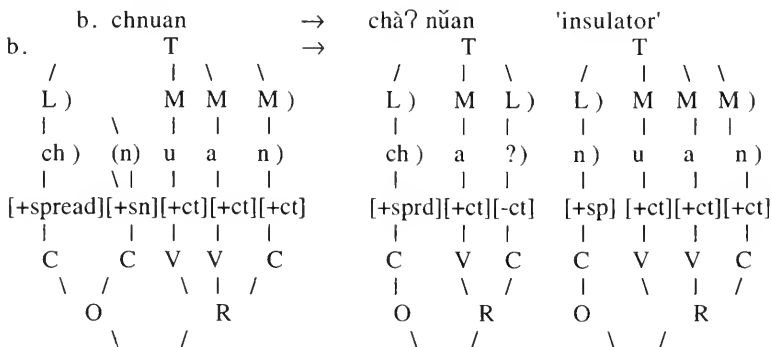 b. chnuan → chàʔ nŭan 'insulator'
b. T → T T
/ | \ \ / | \ / | \ \
L ) M M M ) L ) M L ) L ) M M M )
| \ | | | | | | | | | |
ch ) (n) u a n ) ch ) a ʔ) n ) u a n )
| \ | | | | | | | | | | |
[+spread][+sn][+ct][+ct][+ct] [+sprd][+ct][-ct] [+sp] [+ct][+ct][+ct]
| | | | | | | | | | | |
C C V V C C V C C V V C
\ / \ | / | \ / | \ | /
O R O R O R
\ / \ / \ /